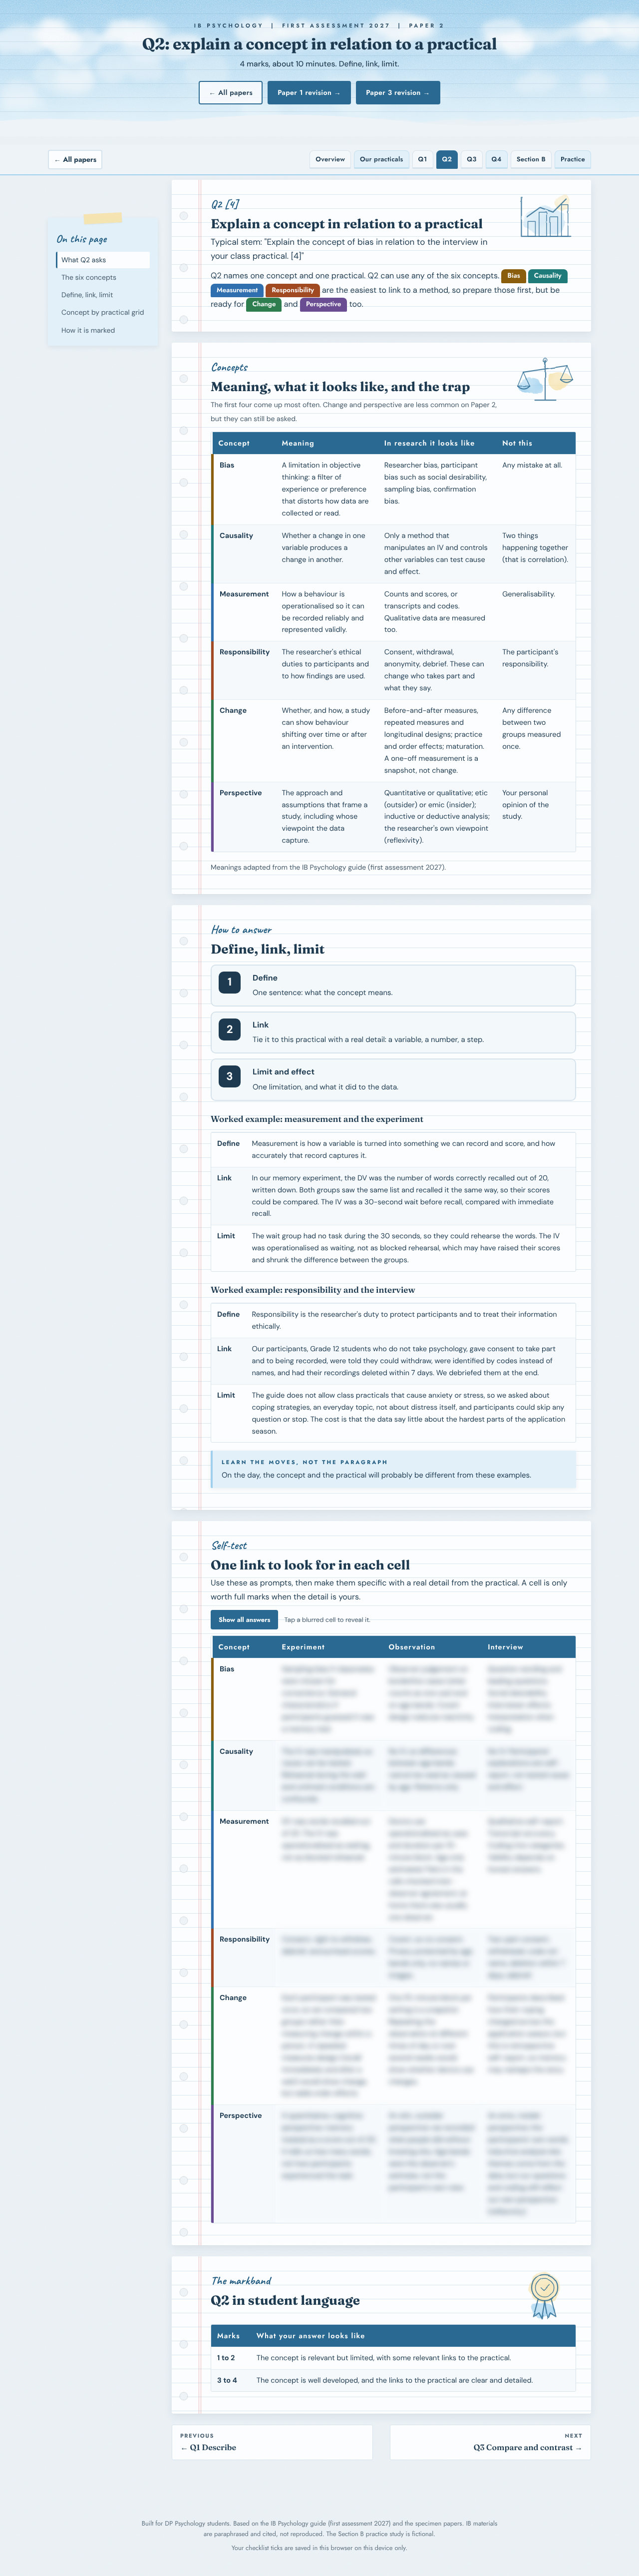 IB PSYCHOLOGY | FIRST ASSESSMENT 2027 | PAPER 2
Q2: explain a concept in relation to a practical
4 marks, about 10 minutes. Define, link, limit.
← All papers
Paper 1 revision →
Paper 3 revision →
← All papers
Overview
Our practicals
Q1
Q2
Q3
Q4
Section B
Practice
On this page
What Q2 asks
The six concepts
Define, link, limit
Concept by practical grid
How it is marked
Q2 [4]
Explain a concept in relation to a practical
Typical stem: "Explain the concept of bias in relation to the interview in
your class practical. [4]"
Q2 names one concept and one practical. Q2 can use any of the six concepts. Bias Causality
Measurement Responsibility are the easiest to link to a method, so prepare those first, but be
ready for Change and Perspective too.
Concepts
Meaning, what it looks like, and the trap
The first four come up most often. Change and perspective are less common on Paper 2,
but they can still be asked.
Concept Meaning In research it looks like Not this
Bias
A limitation in objective
thinking: a filter of
experience or preference
that distorts how data are
collected or read.
Researcher bias, participant
bias such as social desirability,
sampling bias, confirmation
bias.
Any mistake at all.
Causality
Whether a change in one
variable produces a
change in another.
Only a method that
manipulates an IV and controls
other variables can test cause
and effect.
Two things
happening together
(that is correlation).
Measurement
How a behaviour is
operationalised so it can
be recorded reliably and
represented validly.
Counts and scores, or
transcripts and codes.
Qualitative data are measured
too.
Generalisability.
Responsibility
The researcher's ethical
duties to participants and
to how findings are used.
Consent, withdrawal,
anonymity, debrief. These can
change who takes part and
what they say.
The participant's
responsibility.
Change
Whether, and how, a study
can show behaviour
shifting over time or after
an intervention.
Before-and-after measures,
repeated measures and
longitudinal designs; practice
and order effects; maturation.
A one-off measurement is a
snapshot, not change.
Any difference
between two
groups measured
once.
Perspective
The approach and
assumptions that frame a
study, including whose
viewpoint the data
capture.
Quantitative or qualitative; etic
(outsider) or emic (insider);
inductive or deductive analysis;
the researcher's own viewpoint
(reflexivity).
Your personal
opinion of the
study.
Meanings adapted from the IB Psychology guide (first assessment 2027).
How to answer
Define, link, limit
1
Define
One sentence: what the concept means.
2
Link
Tie it to this practical with a real detail: a variable, a number, a step.
3
Limit and effect
One limitation, and what it did to the data.
Worked example: measurement and the experiment
Define
Measurement is how a variable is turned into something we can record and score, and how
accurately that record captures it.
Link
In our memory experiment, the DV was the number of words correctly recalled out of 20,
written down. Both groups saw the same list and recalled it the same way, so their scores
could be compared. The IV was a 30-second wait before recall, compared with immediate
recall.
Limit
The wait group had no task during the 30 seconds, so they could rehearse the words. The IV
was operationalised as waiting, not as blocked rehearsal, which may have raised their scores
and shrunk the difference between the groups.
Worked example: responsibility and the interview
Define
Responsibility is the researcher's duty to protect participants and to treat their information
ethically.
Link
Our participants, Grade 12 students who do not take psychology, gave consent to take part
and to being recorded, were told they could withdraw, were identified by codes instead of
names, and had their recordings deleted within 7 days. We debriefed them at the end.
Limit
The guide does not allow class practicals that cause anxiety or stress, so we asked about
coping strategies, an everyday topic, not about distress itself, and participants could skip any
question or stop. The cost is that the data say little about the hardest parts of the application
season.
LEARN THE MOVES, NOT THE PARAGRAPH
On the day, the concept and the practical will probably be different from these examples.
Self-test
One link to look for in each cell
Use these as prompts, then make them specific with a real detail from the practical. A cell is only
worth full marks when the detail is yours.
Show all answers
Tap a blurred cell to reveal it.
Concept Experiment Observation Interview
Bias
Causality
Measurement
Responsibility
Change
Perspective
The markband
Q2 in student language
Marks What your answer looks like
1 to 2 The concept is relevant but limited, with some relevant links to the practical.
3 to 4 The concept is well developed, and the links to the practical are clear and detailed.
PREVIOUS
← Q1 Describe
NEXT
Q3 Compare and contrast →
Built for DP Psychology students. Based on the IB Psychology guide (first assessment 2027) and the specimen papers. IB materials
are paraphrased and cited, not reproduced. The Section B practice study is fictional.
Your checklist ticks are saved in this browser on this device only.